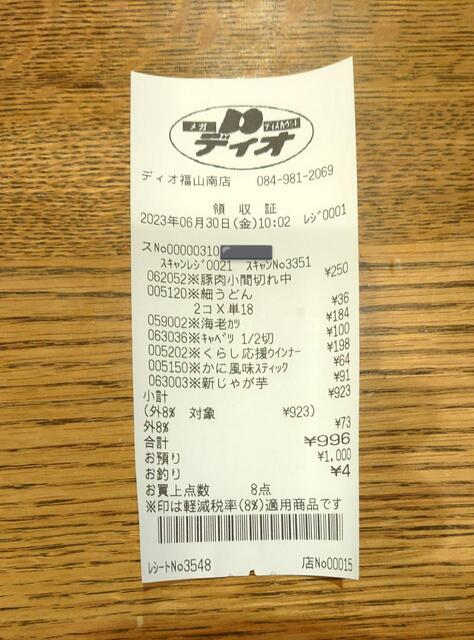 メガ ディスカウント
ディオ
ディオ福山南店 084-981-2069
領収証
2023年06月30日(金)10:02 レジ0001
スNo00000310
スキャンレジ0021 スキャンNo3351
062052※豚肉小間切れ中 ¥250
005120※細うどん
2コ X 単18 ¥36
059002※海老カツ ¥184
063036※キャベツ 1/2切 ¥100
005202※くらし応援ウインナー ¥198
005150※かに風味スティック ¥64
063003※新じゃが芋 ¥91
小計 ¥923
(外8% 対象 ¥923)
外8% ¥73
合計 ¥996
お預り ¥1,000
お釣り ¥4
お買上点数 8点
※印は軽減税率(8%)適用商品です
レシートNo3548 店No00015